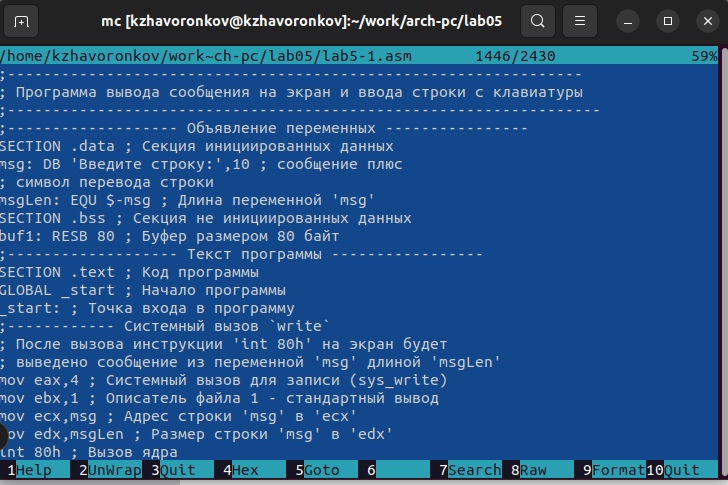 mc [kzhavoronkov@kzhavoronkov]:~/work/arch-pc/lab05
/home/kzhavoronkov/work~ch-pc/lab05/lab5-1.asm 1446/2430 59%
;-----------------------------------------------------------------
; Программа вывода сообщения на экран и ввода строки с клавиатуры
;-------------------------------------------------------------------
;------------------- Объявление переменных ----------------
SECTION .data ; Секция инициированных данных
msg: DB 'Введите строку:',10 ; сообщение плюс
; символ перевода строки
msgLen: EQU $-msg ; Длина переменной 'msg'
SECTION .bss ; Секция не инициированных данных
buf1: RESB 80 ; Буфер размером 80 байт
;------------------- Текст программы -----------------
SECTION .text ; Код программы
GLOBAL _start ; Начало программы
_start: ; Точка входа в программу
;------------ Системный вызов `write`
; После вызова инструкции 'int 80h' на экран будет
; выведено сообщение из переменной 'msg' длиной 'msgLen'
mov eax,4 ; Системный вызов для записи (sys_write)
mov ebx,1 ; Описатель файла 1 - стандартный вывод
mov ecx,msg ; Адрес строки 'msg' в 'ecx'
mov edx,msgLen ; Размер строки 'msg' в 'edx'
int 80h ; Вызов ядра
1Help 2UnWrap 3Quit 4Hex 5Goto 6 7Search 8Raw 9Format 10Quit